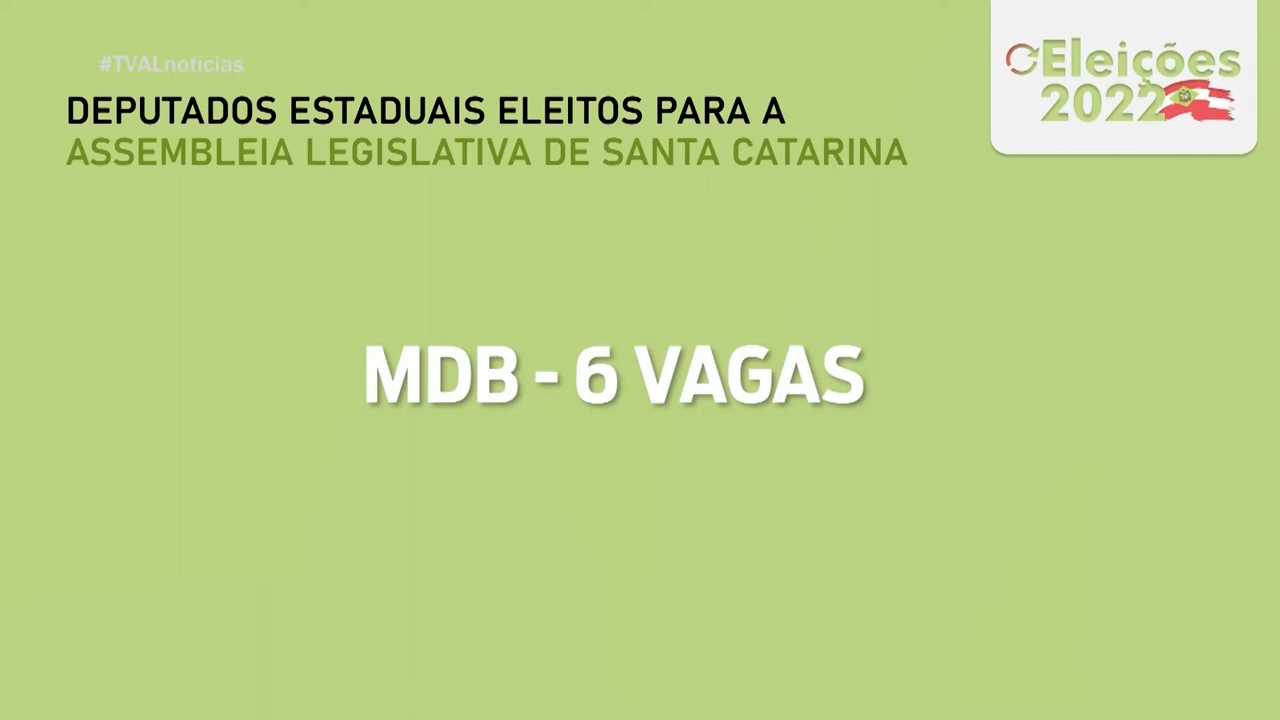 #TVALnotícias
DEPUTADOS ESTADUAIS ELEITOS PARA A
ASSEMBLEIA LEGISLATIVA DE SANTA CATARINA
Eleições
2022
MDB - 6 VAGAS